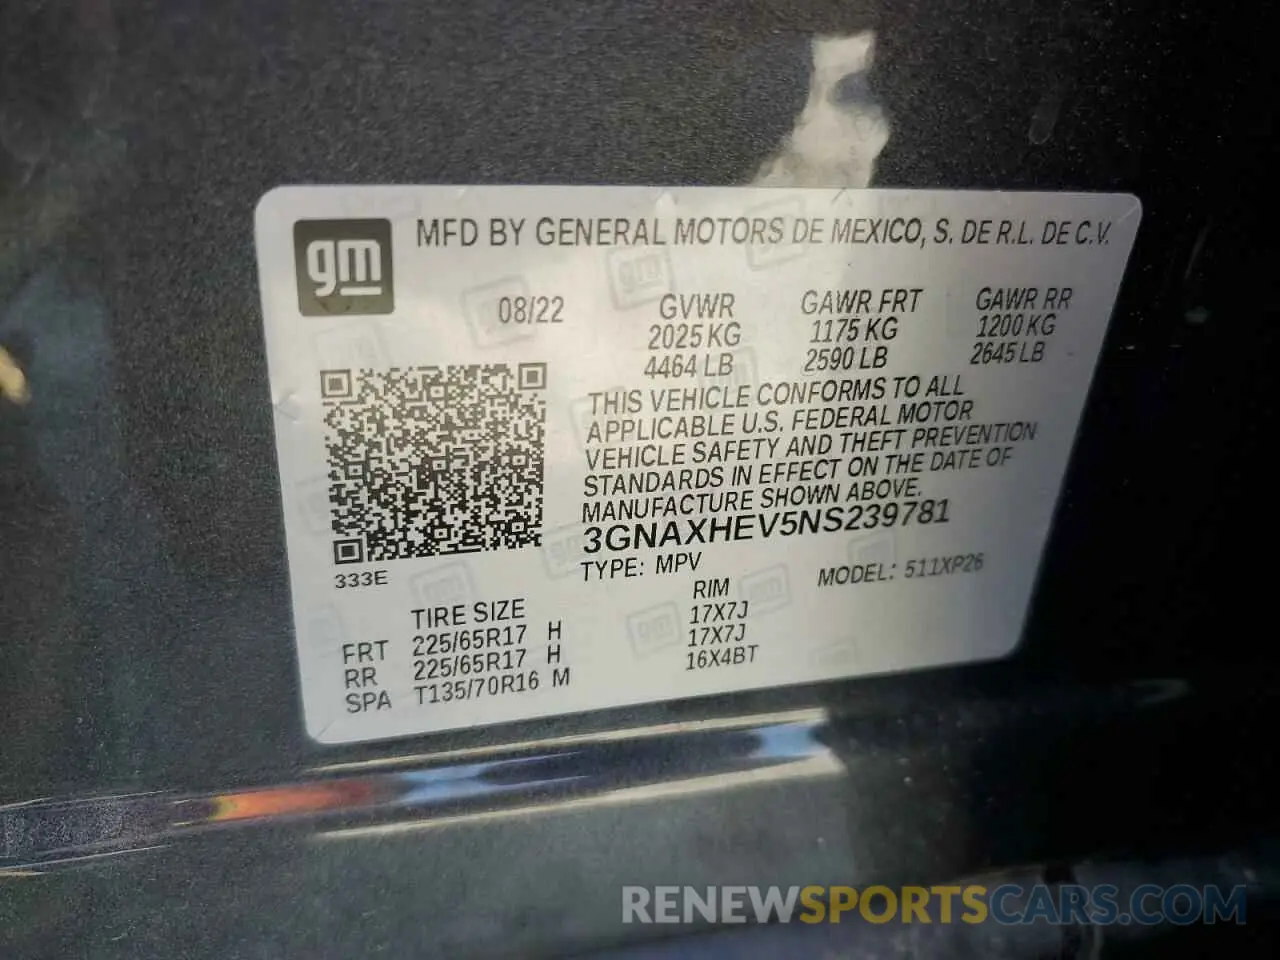 gm
MFD BY GENERAL MOTORS DE MEXICO, S. DE R.L. DE C.V.
08/22 GVWR GAWR FRT GAWR RR
2025 KG 1175 KG 1200 KG
4464 LB 2590 LB 2645 LB
THIS VEHICLE CONFORMS TO ALL
APPLICABLE U.S. FEDERAL MOTOR
VEHICLE SAFETY AND THEFT PREVENTION
STANDARDS IN EFFECT ON THE DATE OF
MANUFACTURE SHOWN ABOVE.
3GNAXHEV5NS239781
TYPE: MPV MODEL: 511XP26
333E
TIRE SIZE RIM
FRT 225/65R17 H 17X7J
RR 225/65R17 H 17X7J
SPA T135/70R16 M 16X4BT
RENEWSPORTSCARS.COM